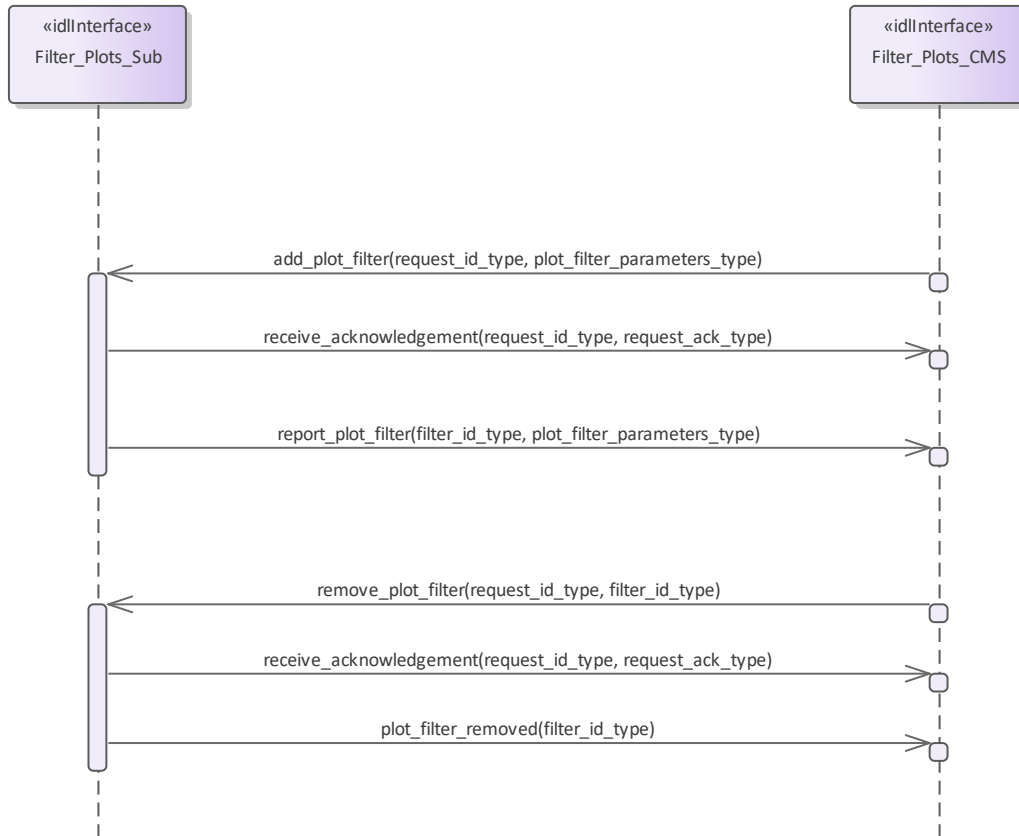 «idlInterface»
Filter_Plots_Sub
«idlInterface»
Filter_Plots_CMS
add_plot_filter(request_id_type, plot_filter_parameters_type)
receive_acknowledgement(request_id_type, request_ack_type)
report_plot_filter(filter_id_type, plot_filter_parameters_type)
remove_plot_filter(request_id_type, filter_id_type)
receive_acknowledgement(request_id_type, request_ack_type)
plot_filter_removed(filter_id_type)